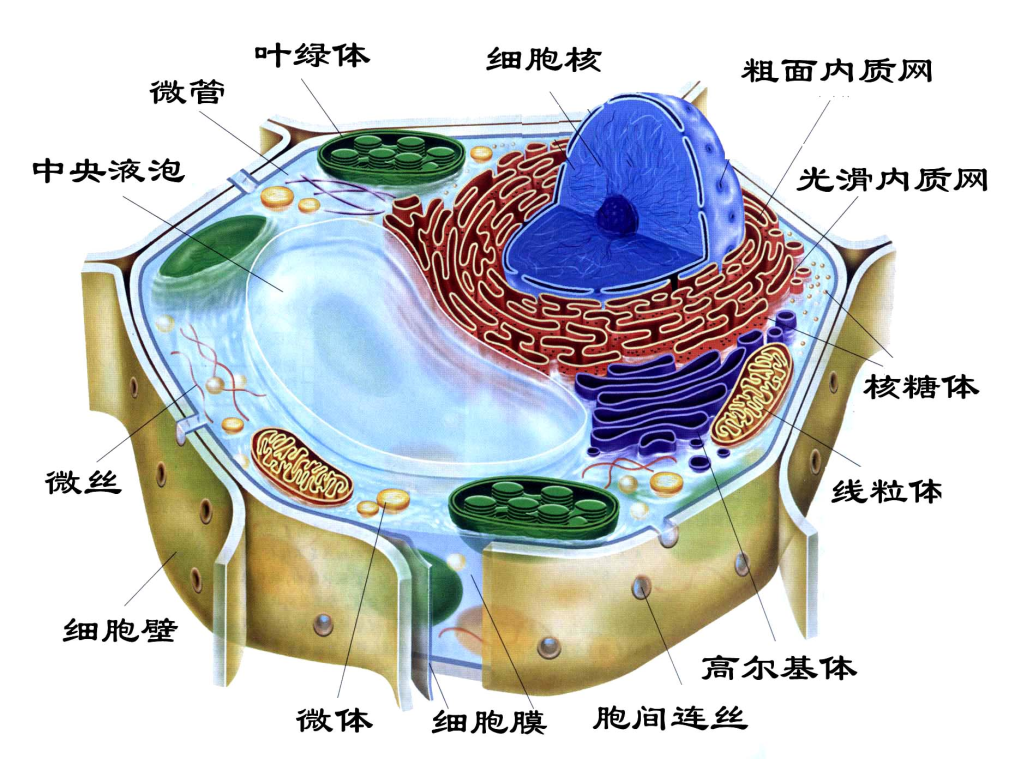 叶绿体
细胞核
粗面内质网
微管
中央液泡
光滑内质网
核糖体
微丝
线粒体
细胞壁
高尔基体
微体
细胞膜
胞间连丝